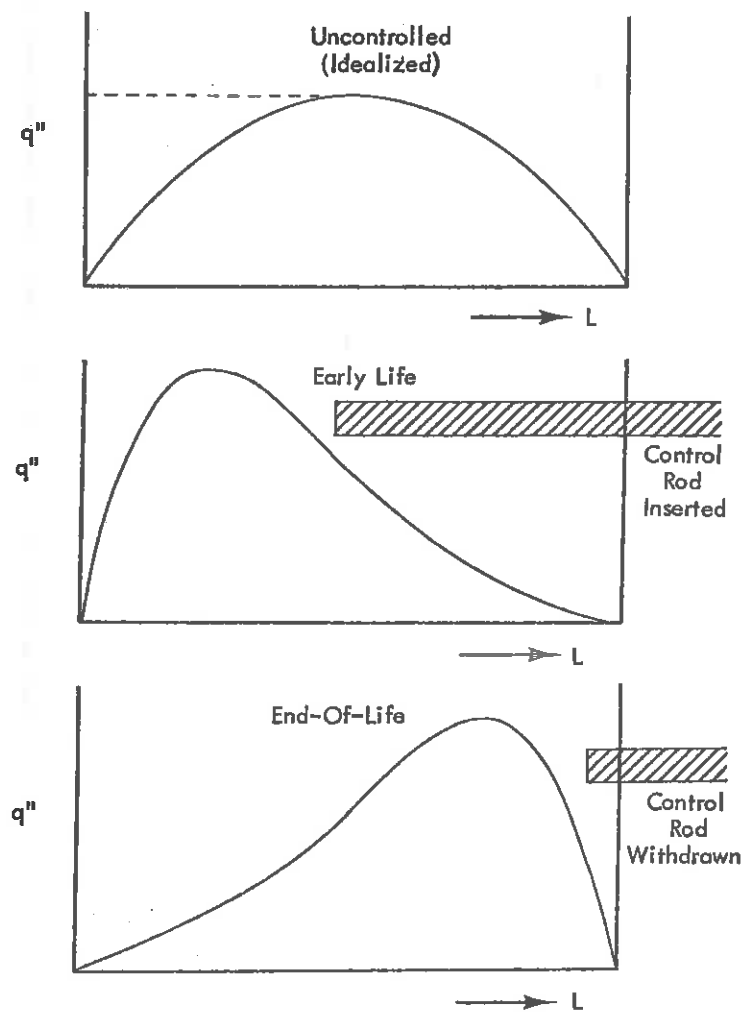 Uncontrolled
(Idealized)
q"
L
Early Life
q"
Control
Rod
Inserted
L
End-Of-Life
q"
Control
Rod
Withdrawn
L